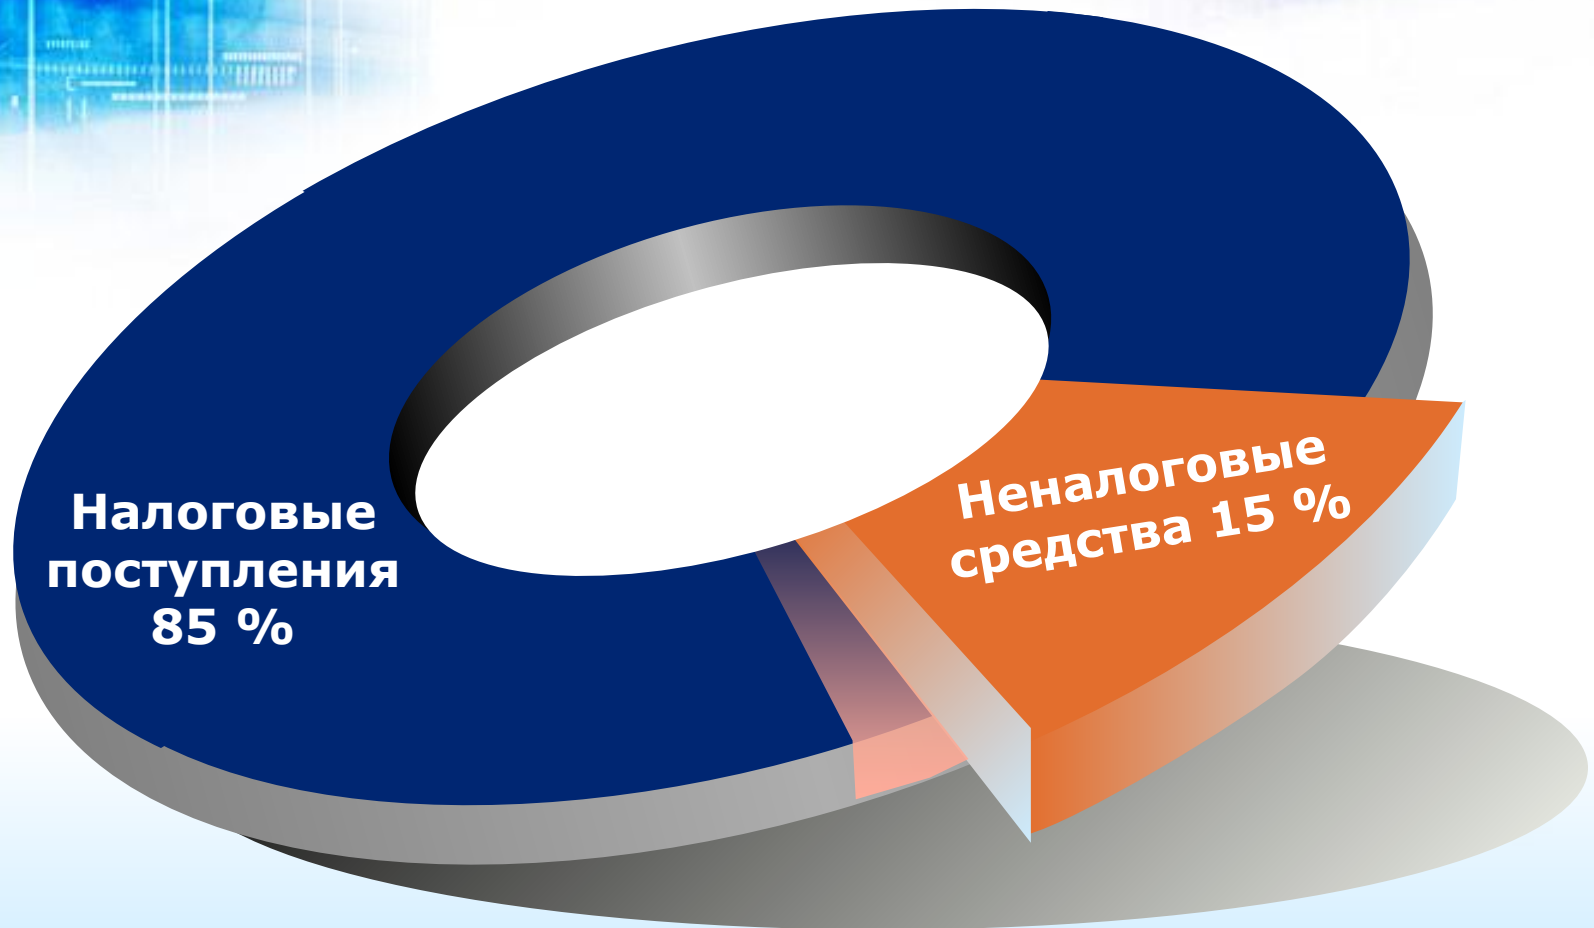 Налоговые
поступления
85 %
Неналоговые
средства 15 %